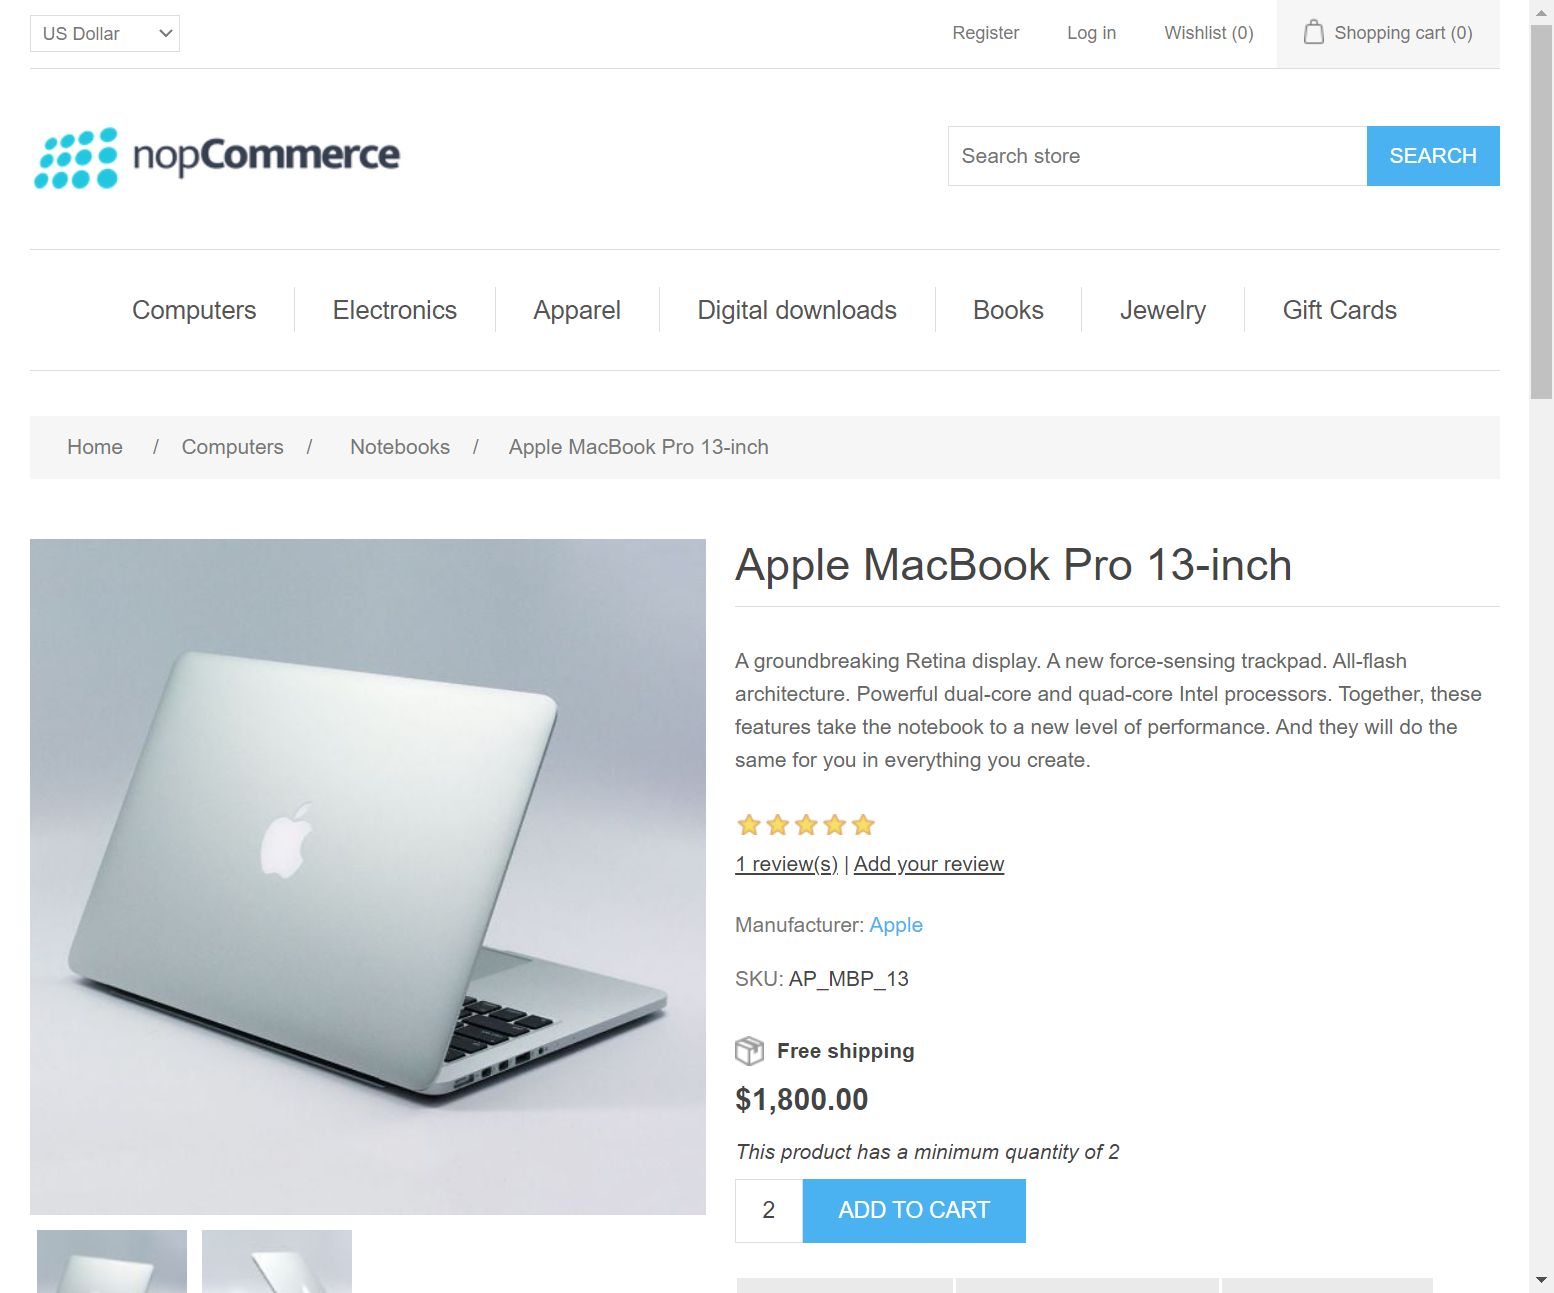 US Dollar
Register
Log in
Wishlist (0)
Shopping cart (0)
nopCommerce
Search store
SEARCH
Computers
Electronics
Apparel
Digital downloads
Books
Jewelry
Gift Cards
Home / Computers / Notebooks / Apple MacBook Pro 13-inch
Apple MacBook Pro 13-inch
A groundbreaking Retina display. A new force-sensing trackpad. All-flash
architecture. Powerful dual-core and quad-core Intel processors. Together, these
features take the notebook to a new level of performance. And they will do the
same for you in everything you create.
1 review(s) | Add your review
Manufacturer: Apple
SKU: AP_MBP_13
Free shipping
$1,800.00
This product has a minimum quantity of 2
2
ADD TO CART